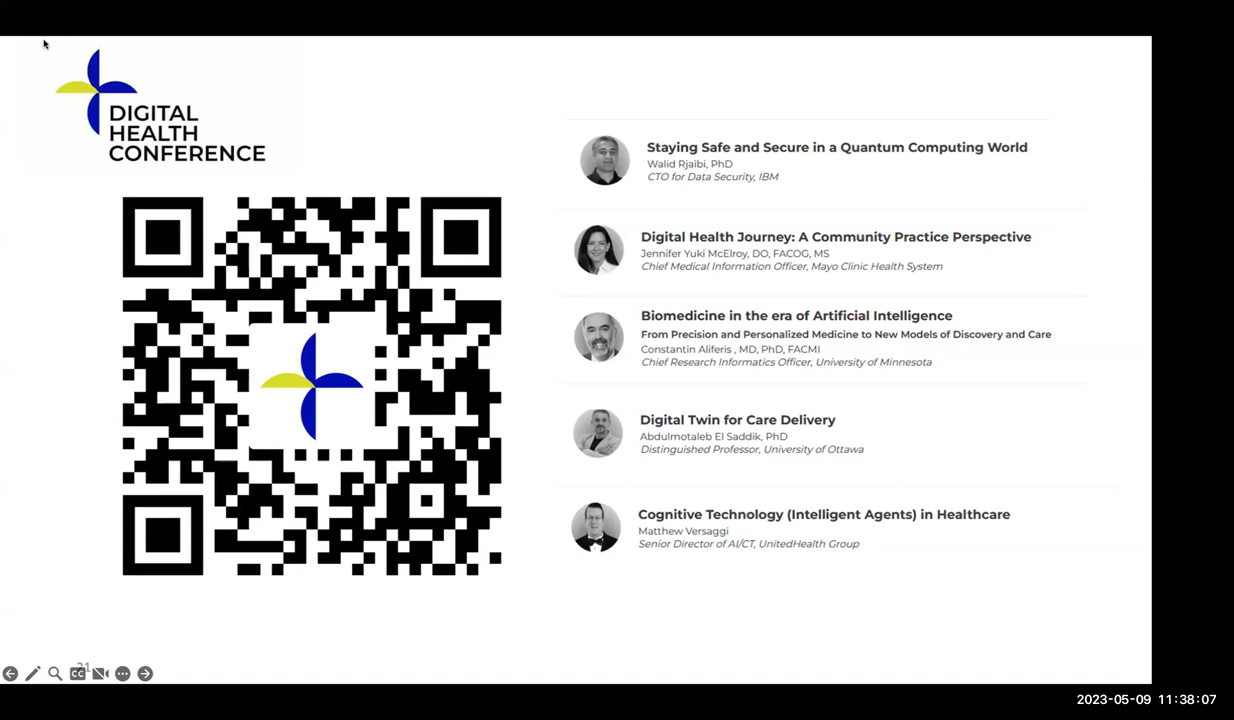 DIGITAL
HEALTH
CONFERENCE
Staying Safe and Secure in a Quantum Computing World
Walid Rjaibi, PhD
CTO for Data Security, IBM
Digital Health Journey: A Community Practice Perspective
Jennifer Yuki McElroy, DO, FACOG, MS
Chief Medical Information Officer, Mayo Clinic Health System
Biomedicine in the era of Artificial Intelligence
From Precision and Personalized Medicine to New Models of Discovery and Care
Constantin Aliferis , MD, PhD, FACMI
Chief Research Informatics Officer, University of Minnesota
Digital Twin for Care Delivery
Abdulmotaleb El Saddik, PhD
Distinguished Professor, University of Ottawa
Cognitive Technology (Intelligent Agents) in Healthcare
Matthew Versaggi
Senior Director of AI/CT, UnitedHealth Group
CC
2023-05-09 11:38:07